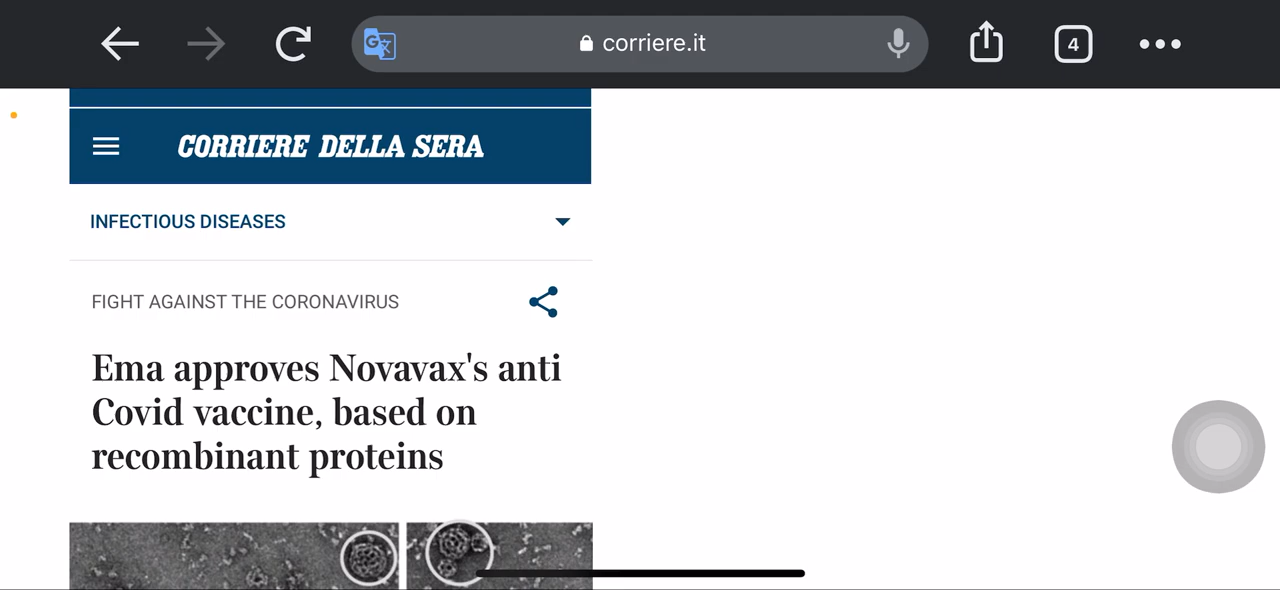 corriere.it
4
CORRIERE DELLA SERA
INFECTIOUS DISEASES
FIGHT AGAINST THE CORONAVIRUS
Ema approves Novavax's anti
Covid vaccine, based on
recombinant proteins